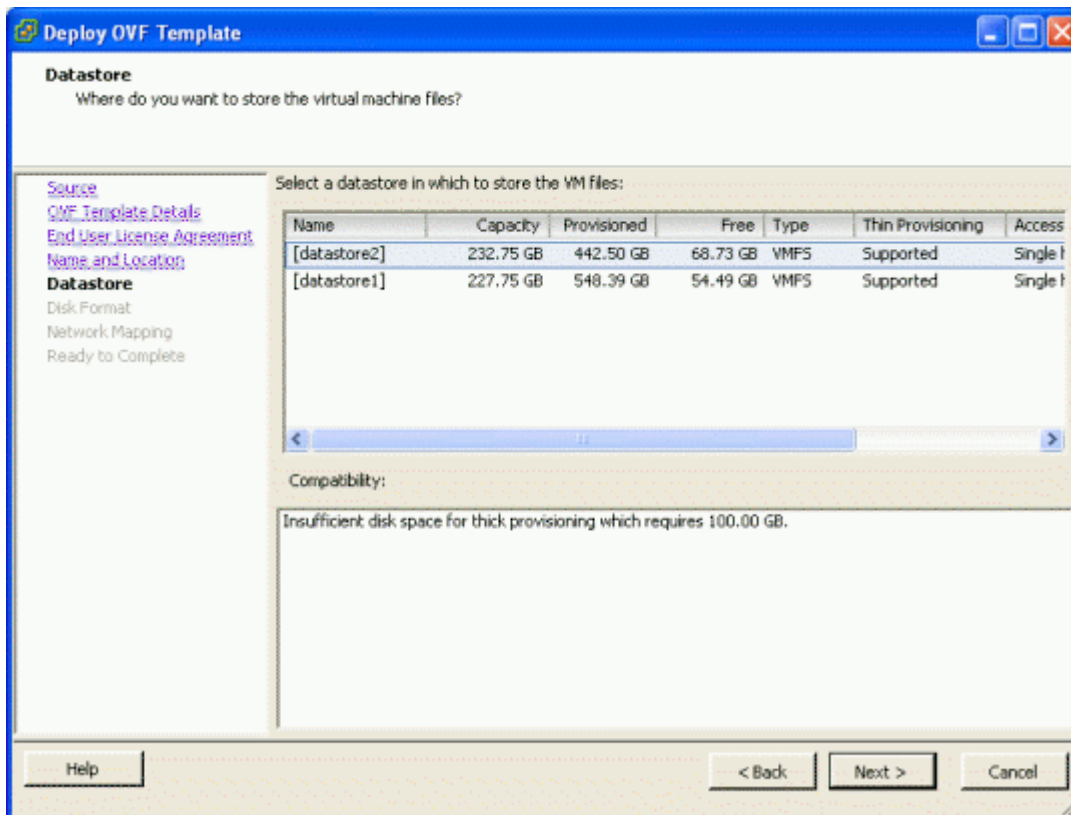 Deploy OVF Template
Datastore
Where do you want to store the virtual machine files?
Source
OVF Template Details
End User License Agreement
Name and Location
Datastore
Disk Format
Network Mapping
Ready to Complete
Select a datastore in which to store the VM files:
Name Capacity Provisioned Free Type Thin Provisioning Access
[datastore2] 232.75 GB 442.50 GB 68.73 GB VMFS Supported Single h
[datastore1] 227.75 GB 548.39 GB 54.49 GB VMFS Supported Single h
Compatibility:
Insufficient disk space for thick provisioning which requires 100.00 GB.
Help
< Back
Next >
Cancel